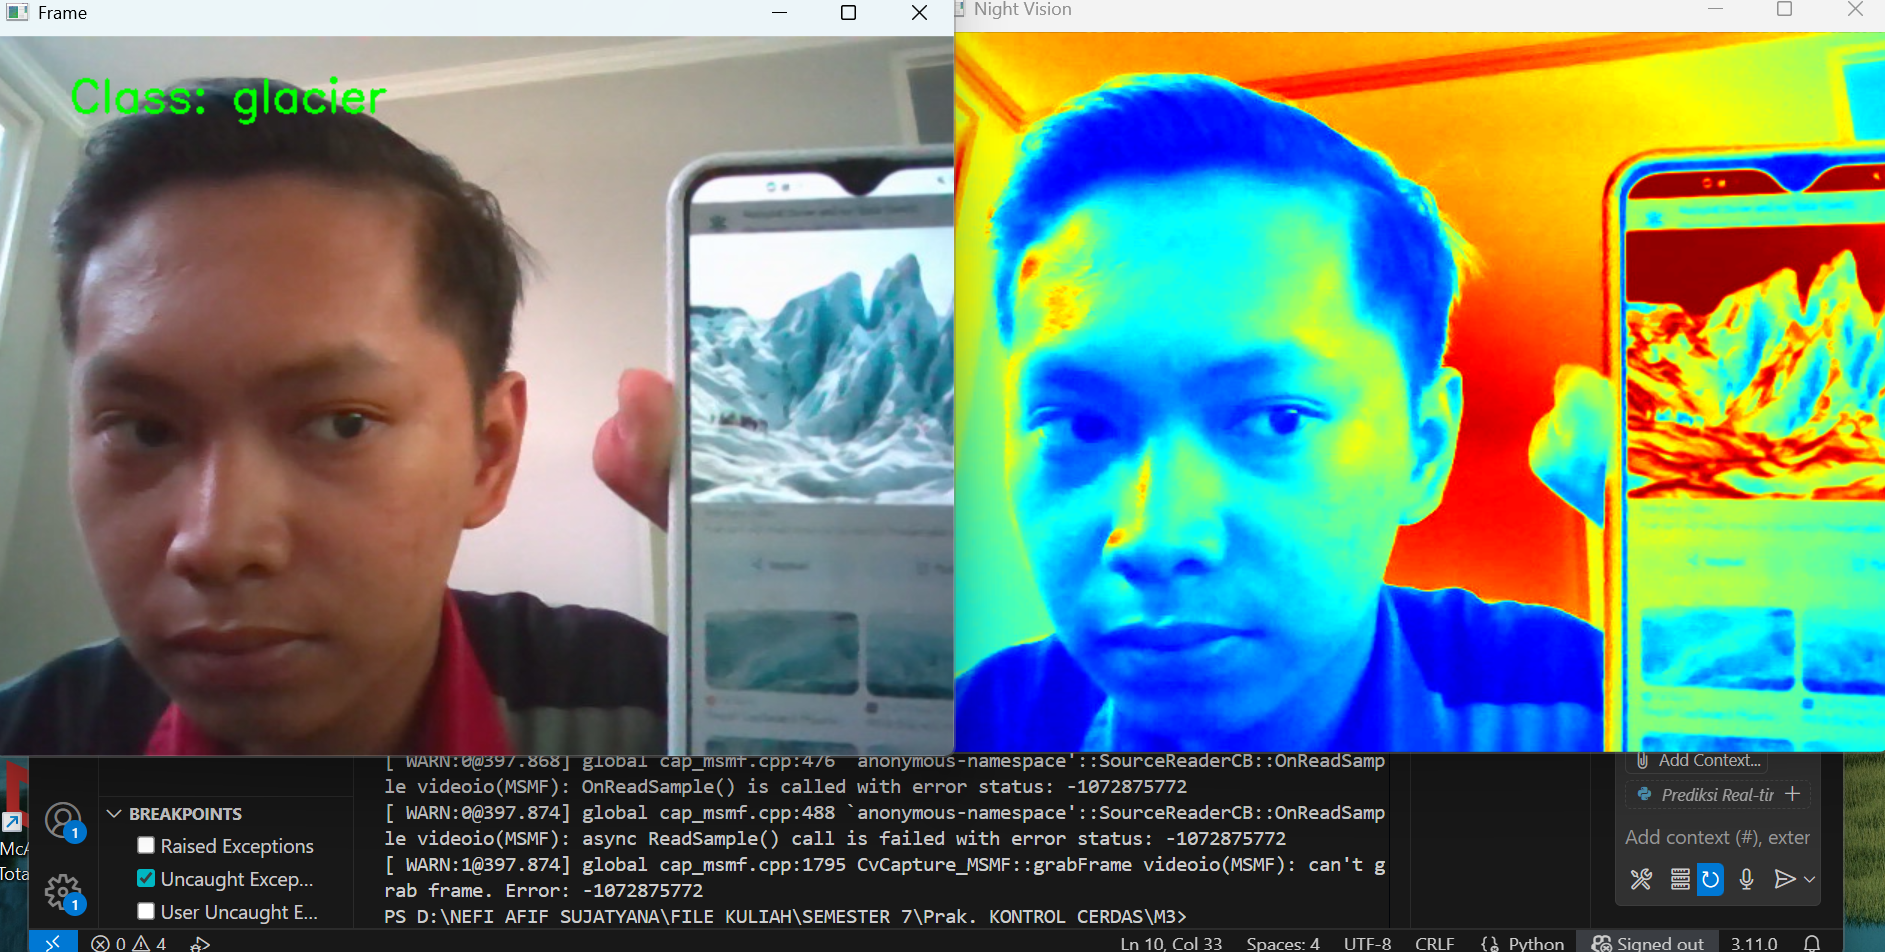 Frame
Night Vision
Class: glacier
[ WARN:0@397.868] global cap_msmf.cpp:476 `anonymous-namespace'::SourceReaderCB::OnReadSamp
le videoio(MSMF): OnReadSample() is called with error status: -1072875772
[ WARN:0@397.874] global cap_msmf.cpp:488 `anonymous-namespace'::SourceReaderCB::OnReadSamp
le videoio(MSMF): async ReadSample() call is failed with error status: -1072875772
[ WARN:1@397.874] global cap_msmf.cpp:1795 CvCapture_MSMF::grabFrame videoio(MSMF): can't g
rab frame. Error: -1072875772
PS D:\NEFI AFIF SUJATYANA\FILE KULIAH\SEMESTER 7\Prak. KONTROL CERDAS\M3>
BREAKPOINTS
Raised Exceptions
Uncaught Excep...
User Uncaught E...
1
1
McA
Tota
Add Context...
Prediksi Real-tir
Add context (#), exter
0 4
Ln 10, Col 33 Spaces: 4 UTF-8 CRLF {} Python Signed out 3.11.0